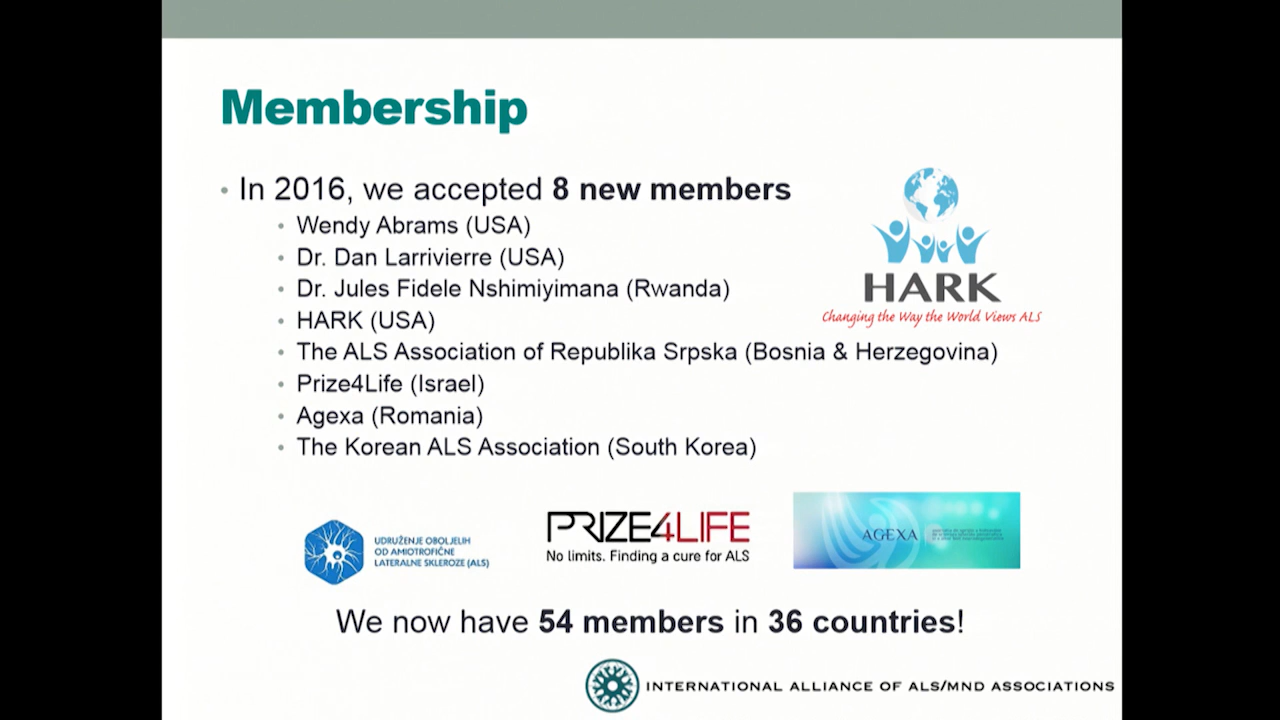 Membership
• In 2016, we accepted 8 new members
• Wendy Abrams (USA)
• Dr. Dan Larrivierre (USA)
• Dr. Jules Fidele Nshimiyimana (Rwanda)
• HARK (USA)
• The ALS Association of Republika Srpska (Bosnia & Herzegovina)
• Prize4Life (Israel)
• Agexa (Romania)
• The Korean ALS Association (South Korea)
HARK
Changing the Way the World Views ALS
UDRUŽENJE OBOLJELIH
OD AMIOTROFIČNE
LATERALNE SKLEROZE (ALS)
PRIZE4LIFE
No limits. Finding a cure for ALS
AGEXA
We now have 54 members in 36 countries!
INTERNATIONAL ALLIANCE OF ALS/MND ASSOCIATIONS